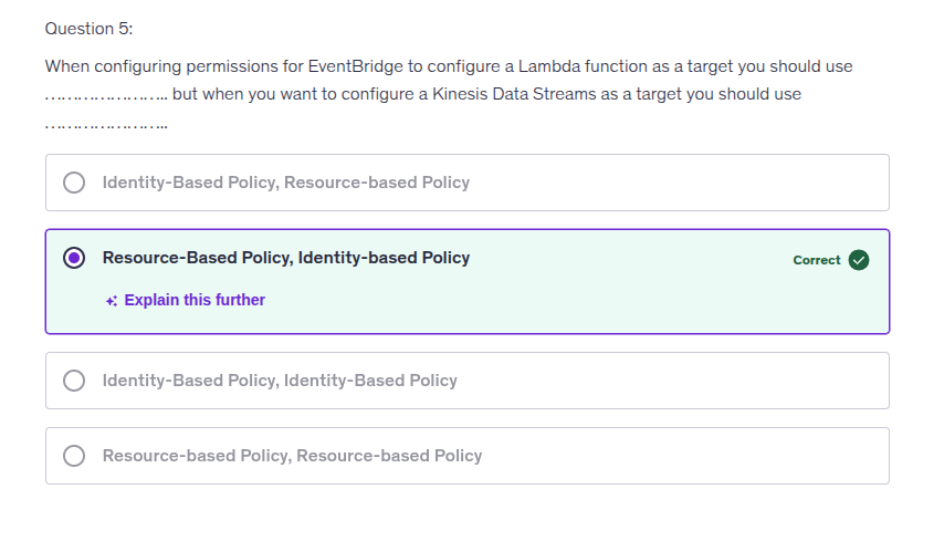 Question 5:
When configuring permissions for EventBridge to configure a Lambda function as a target you should use
………………….. but when you want to configure a Kinesis Data Streams as a target you should use
…………………..
Identity-Based Policy, Resource-based Policy
Resource-Based Policy, Identity-based Policy
Correct
Explain this further
Identity-Based Policy, Identity-Based Policy
Resource-based Policy, Resource-based Policy